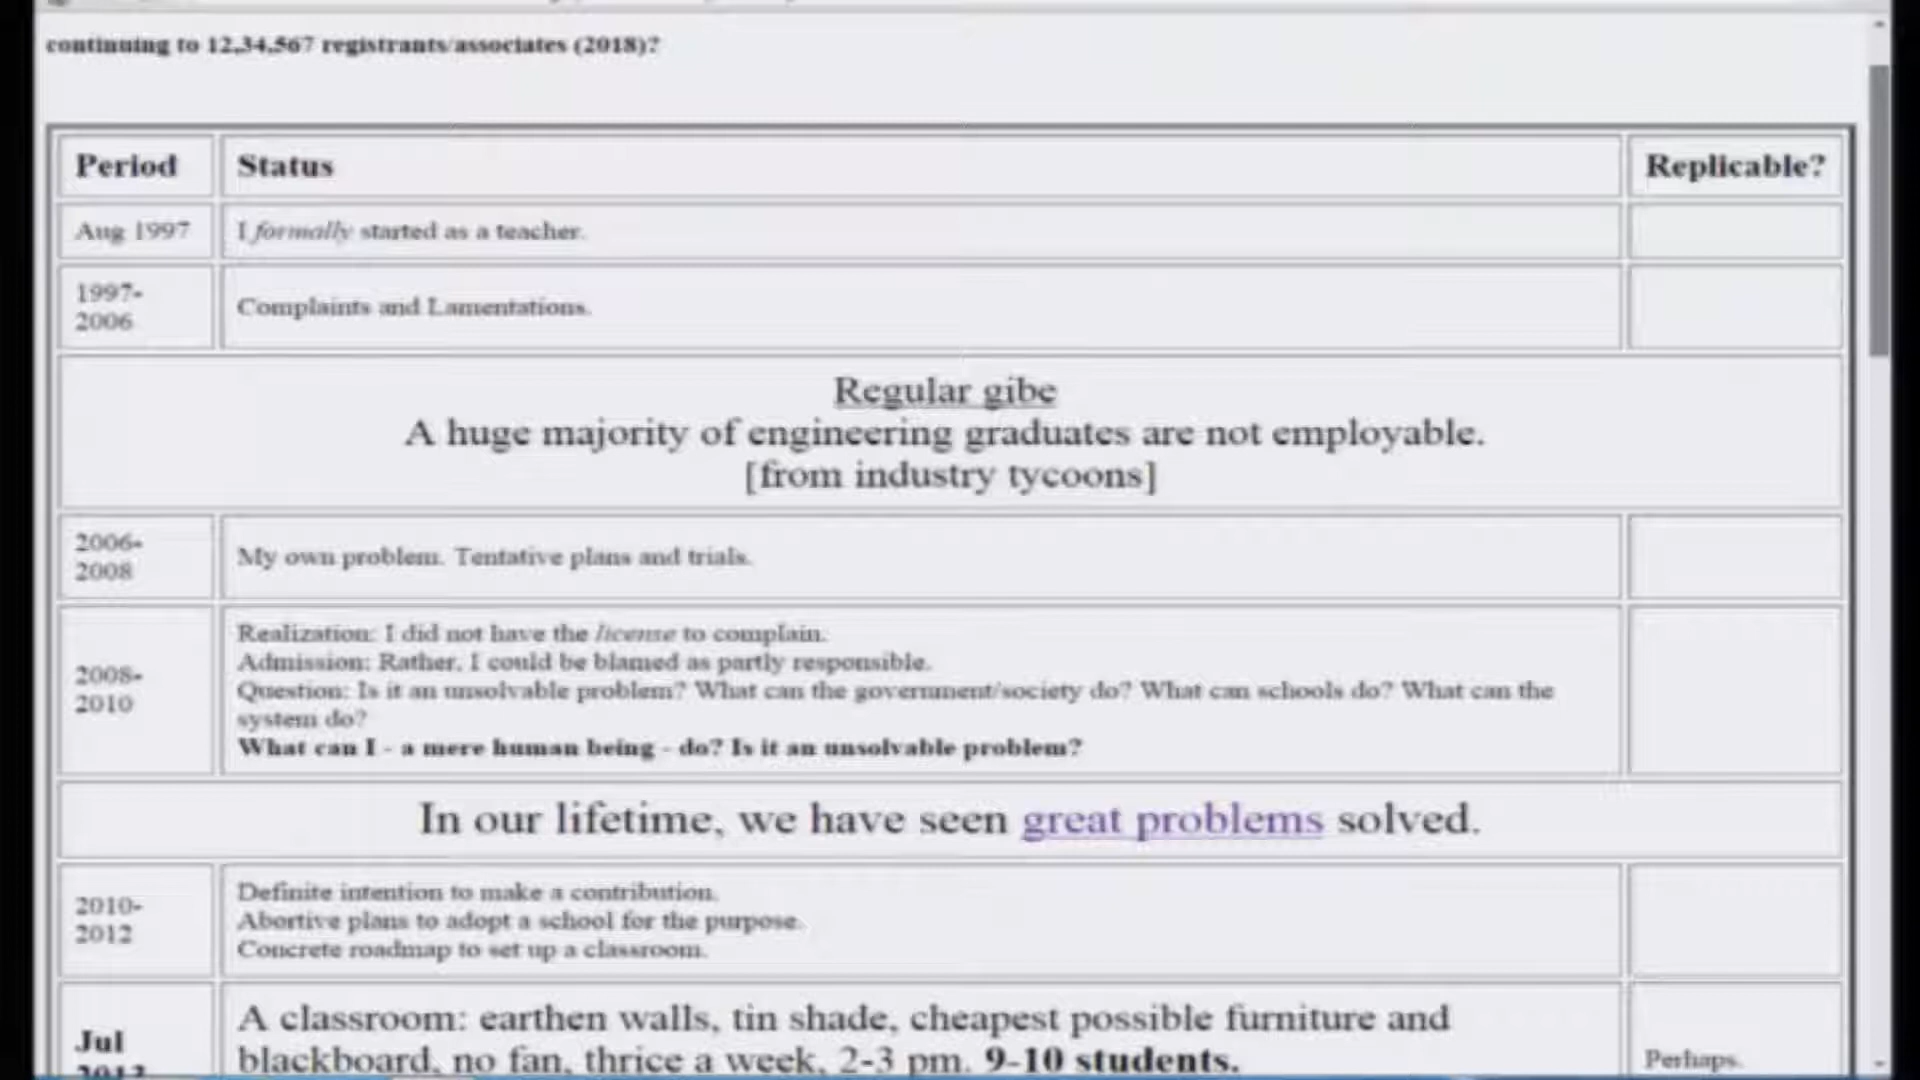 continuing to 12,34,567 registrants/associates (2018)?
Period Status Replicable?
Aug 1997 I formally started as a teacher.
1997-
2006
Complaints and Lamentations.
Regular gibe
A huge majority of engineering graduates are not employable.
[from industry tycoons]
2006-
2008
My own problem. Tentative plans and trials.
2008-
2010
Realization: I did not have the license to complain.
Admission: Rather, I could be blamed as partly responsible.
Question: Is it an unsolvable problem? What can the government/society do? What can schools do? What can the
system do?
What can I - a mere human being - do? Is it an unsolvable problem?
In our lifetime, we have seen great problems solved.
2010-
2012
Definite intention to make a contribution.
Abortive plans to adopt a school for the purpose.
Concrete roadmap to set up a classroom.
Jul
A classroom: earthen walls, tin shade, cheapest possible furniture and
blackboard, no fan, thrice a week, 2-3 pm. 9-10 students.
Perhaps.